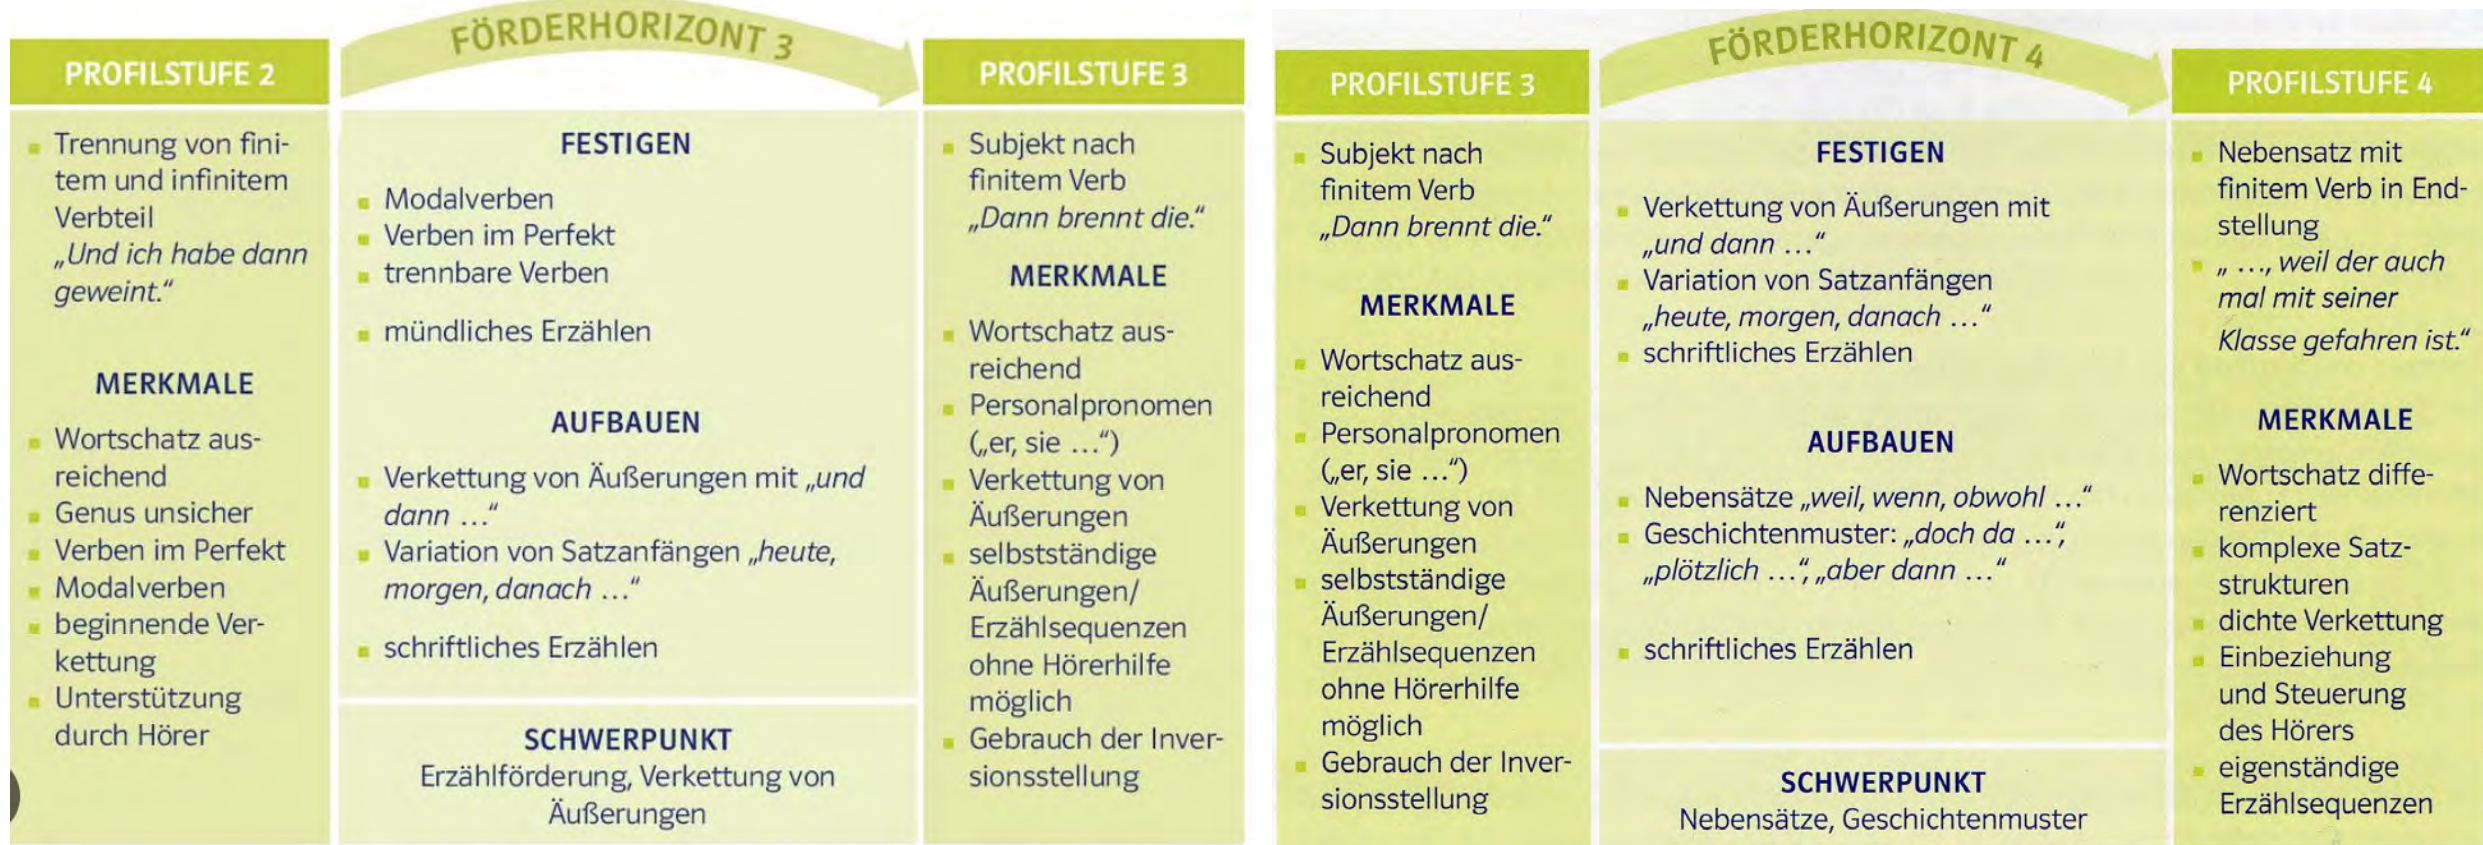 FÖRDERHORIZONT 3
PROFILSTUFE 2
Trennung von fini-
tem und infinitem
Verbteil
„Und ich habe dann
geweint.“
MERKMALE
Wortschatz aus-
reichend
Genus unsicher
Verben im Perfekt
Modalverben
beginnende Ver-
kettung
Unterstützung
durch Hörer
FESTIGEN
Modalverben
Verben im Perfekt
trennbare Verben
mündliches Erzählen
AUFBAUEN
Verkettung von Äußerungen mit „und
dann …“
Variation von Satzanfängen „heute,
morgen, danach …“
schriftliches Erzählen
SCHWERPUNKT
Erzählförderung, Verkettung von
Äußerungen
PROFILSTUFE 3
Subjekt nach
finitem Verb
„Dann brennt die.“
MERKMALE
Wortschatz aus-
reichend
Personalpronomen
(„er, sie …“)
Verkettung von
Äußerungen
selbstständige
Äußerungen/
Erzählsequenzen
ohne Hörerhilfe
möglich
Gebrauch der Inver-
sionsstellung
FÖRDERHORIZONT 4
PROFILSTUFE 3
Subjekt nach
finitem Verb
„Dann brennt die.“
MERKMALE
Wortschatz aus-
reichend
Personalpronomen
(„er, sie …“)
Verkettung von
Äußerungen
selbstständige
Äußerungen/
Erzählsequenzen
ohne Hörerhilfe
möglich
Gebrauch der Inver-
sionsstellung
FESTIGEN
Verkettung von Äußerungen mit
„und dann …“
Variation von Satzanfängen
„heute, morgen, danach …“
schriftliches Erzählen
AUFBAUEN
Nebensätze „weil, wenn, obwohl …“
Geschichtenmuster: „doch da …“,
„plötzlich …“, „aber dann …“
schriftliches Erzählen
SCHWERPUNKT
Nebensätze, Geschichtenmuster
PROFILSTUFE 4
Nebensatz mit
finitem Verb in End-
stellung
„ …, weil der auch
mal mit seiner
Klasse gefahren ist.“
MERKMALE
Wortschatz diffe-
renziert
komplexe Satz-
strukturen
dichte Verkettung
Einbeziehung
und Steuerung
des Hörers
eigenständige
Erzählsequenzen